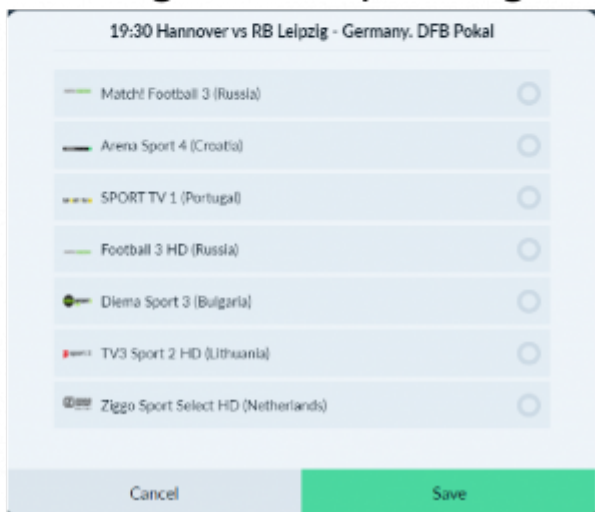 19:30 Hannover vs RB Leipzig - Germany. DFB Pokal
Match! Football 3 (Russia)
Arena Sport 4 (Croatia)
SPORT TV 1 (Portugal)
Football 3 HD (Russia)
Diema Sport 3 (Bulgaria)
TV3 Sport 2 HD (Lithuania)
Ziggo Sport Select HD (Netherlands)
Cancel
Save